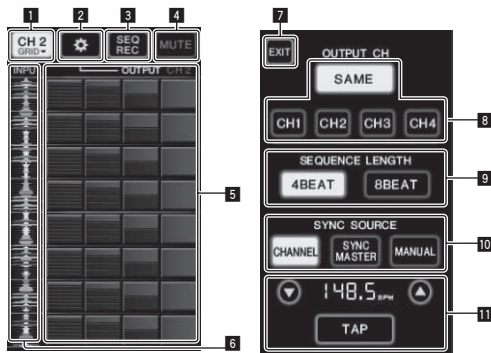 1 2 3 4
CH 2 GRID SEQ REC MUTE
INPUT OUTPUT CH 2
5
6
7
EXIT OUTPUT CH
SAME
CH1 CH2 CH3 CH4 8
SEQUENCE LENGTH
4BEAT 8BEAT 9
SYNC SOURCE
CHANNEL SYNC MASTER MANUAL 10
148.5 BPM
TAP 11